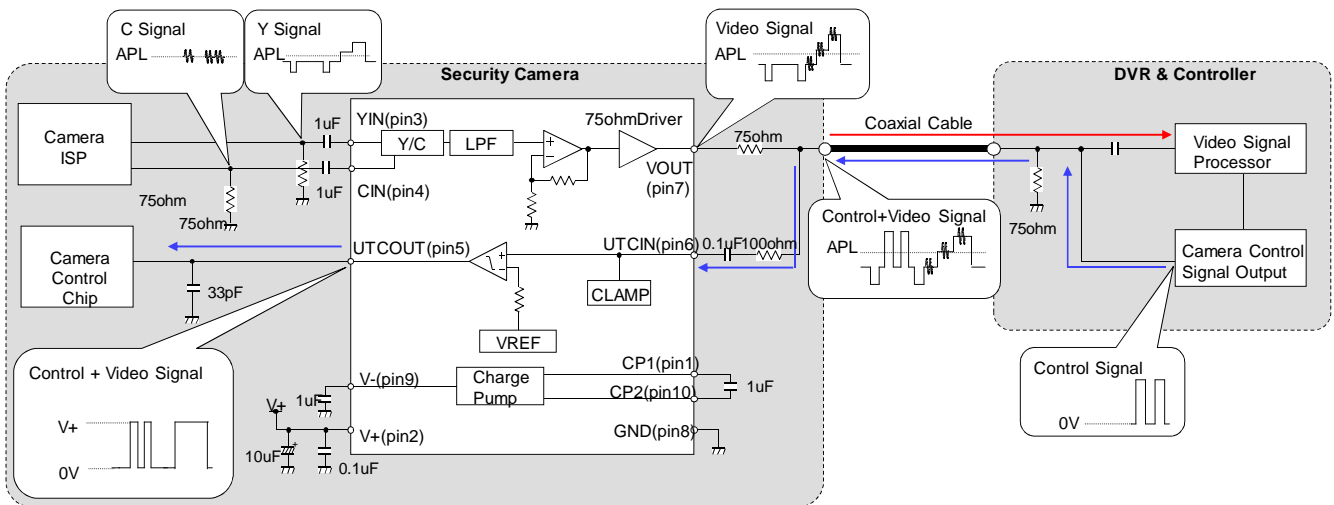 C Signal
APL
Y Signal
APL
Video Signal
APL
Security Camera
DVR & Controller
Camera
ISP
1uF
1uF
75ohm
75ohm
YIN(pin3)
CIN(pin4)
Y/C
LPF
75ohmDriver
VOUT
(pin7)
75ohm
Coaxial Cable
Video Signal
Processor
75ohm
Control+Video Signal
APL
Camera
Control
Chip
33pF
UTCOUT(pin5)
UTCIN(pin6)
0.1uF
100ohm
CLAMP
VREF
Camera Control
Signal Output
Control + Video Signal
V+
0V
V-(pin9)
1uF
V+
V+(pin2)
10uF
+
0.1uF
Charge
Pump
CP1(pin1)
CP2(pin10)
1uF
GND(pin8)
Control Signal
0V
+
-
+
-